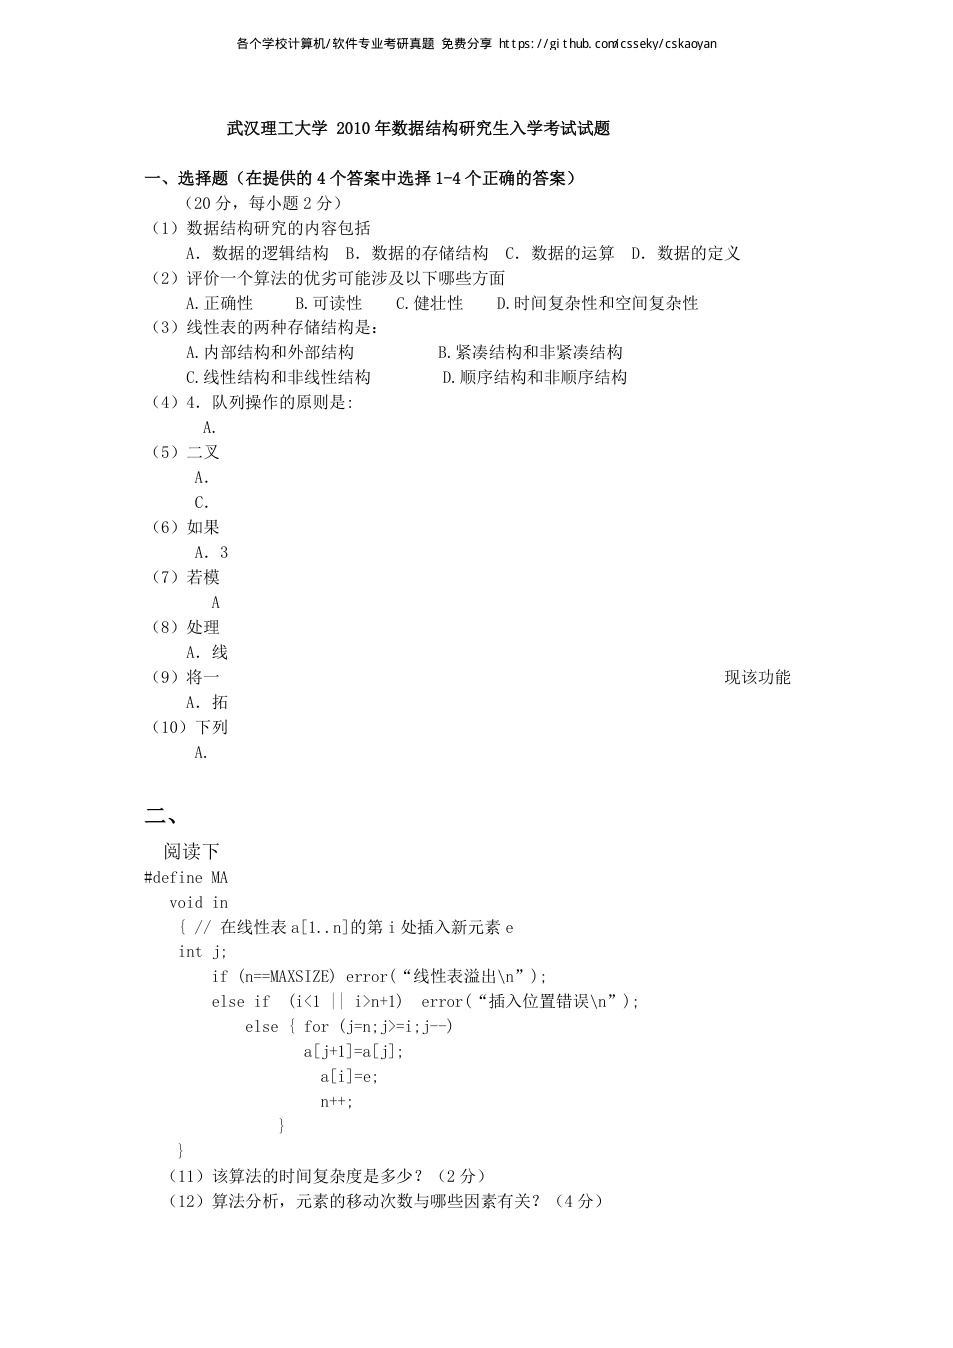 各个学校计算机/软件专业考研真题 免费分享 https://github.com/csseky/cskaoyan
武汉理工大学 2010 年数据结构研究生入学考试试题
一、选择题（在提供的 4 个答案中选择 1-4 个正确的答案）
（20 分，每小题 2 分）
（1）数据结构研究的内容包括
A．数据的逻辑结构 B．数据的存储结构 C．数据的运算 D．数据的定义
（2）评价一个算法的优劣可能涉及以下哪些方面
A.正确性 B.可读性 C.健壮性 D.时间复杂性和空间复杂性
（3）线性表的两种存储结构是：
A.内部结构和外部结构 B.紧凑结构和非紧凑结构
C.线性结构和非线性结构 D.顺序结构和非顺序结构
（4）4．队列操作的原则是:
A.
（5）二叉
A．
C．
（6）如果
A．3
（7）若模
A
（8）处理
A．线
（9）将一 现该功能
A．拓
（10）下列
A.
二、
阅读下
#define MA
void in
{ // 在线性表 a[1..n]的第 i 处插入新元素 e
int j;
if (n==MAXSIZE) error(“线性表溢出\n”);
else if (i<1 || i>n+1) error(“插入位置错误\n”);
else { for (j=n;j>=i;j--)
a[j+1]=a[j];
a[i]=e;
n++;
}
}
（11）该算法的时间复杂度是多少？（2 分）
（12）算法分析，元素的移动次数与哪些因素有关？（4 分）